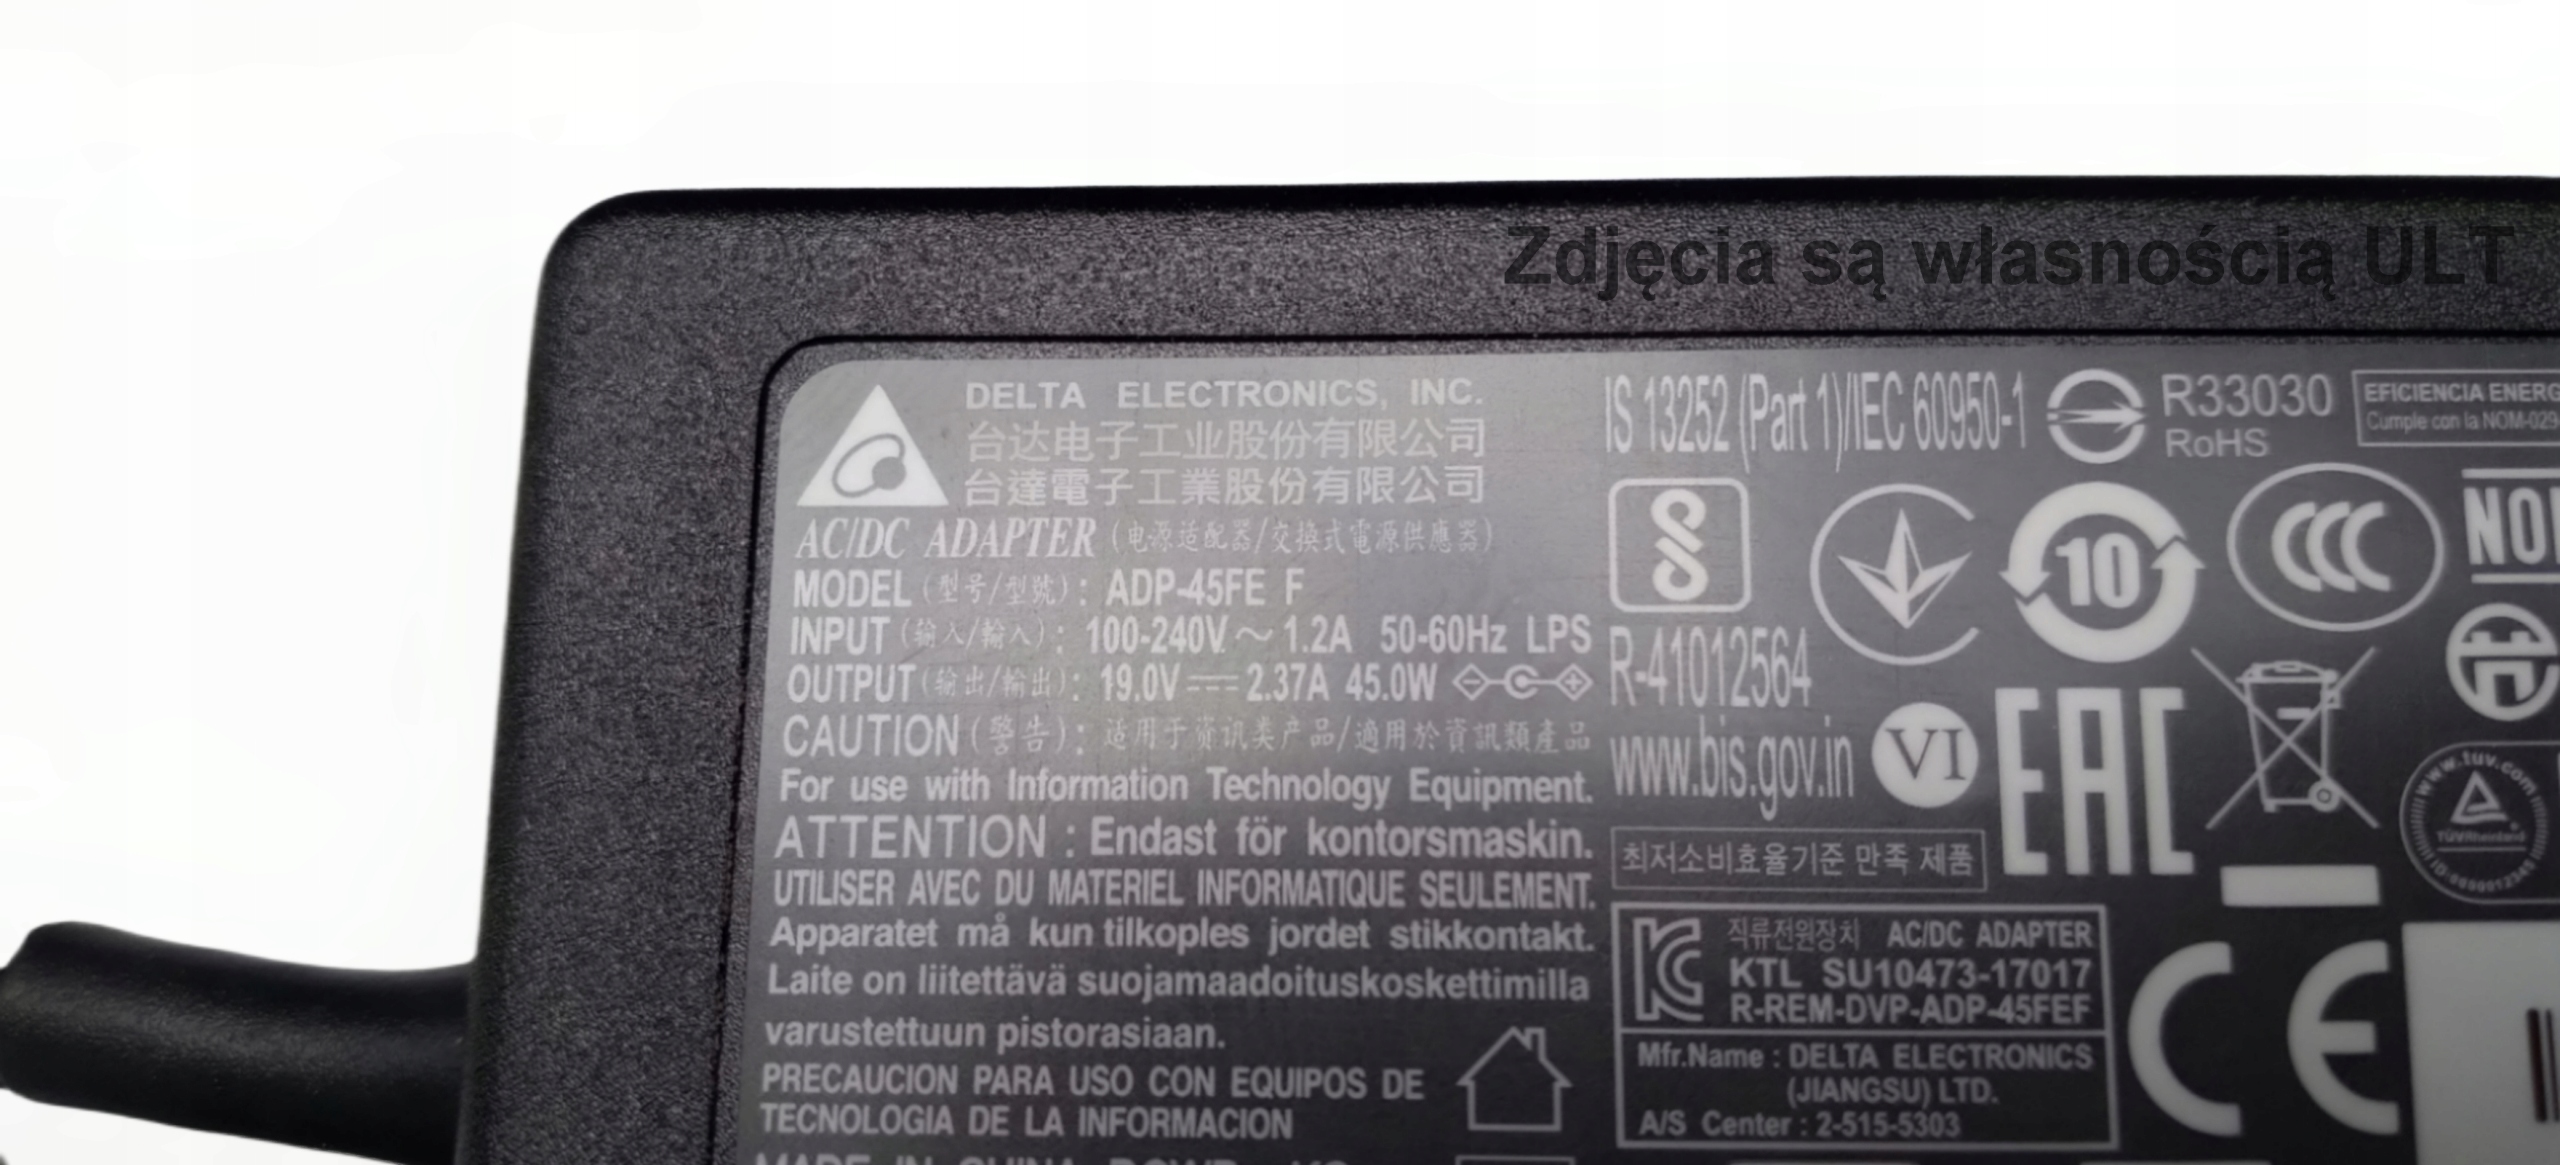 Zdjęcia są własnością ULT
DELTA ELECTRONICS, INC.
台达电子工业股份有限公司
台達電子工業股份有限公司
AC/DC ADAPTER (电源适配器/交换式電源供應器)
MODEL (型号/型號): ADP-45FE F
INPUT (输入/輸入): 100-240V～ 1.2A 50-60Hz LPS
OUTPUT (输出/輸出): 19.0V 2.37A 45.0W
CAUTION (警告): 适用于资讯类产品/適用於資訊類產品
For use with Information Technology Equipment.
ATTENTION : Endast för kontorsmaskin.
UTILISER AVEC DU MATERIEL INFORMATIQUE SEULEMENT.
Apparatet må kun tilkoples jordet stikkontakt.
Laite on liitettävä suojamaadoituskoskettimilla
varustettuun pistorasiaan.
PRECAUCION PARA USO CON EQUIPOS DE
TECNOLOGIA DE LA INFORMACION
MADE IN CHINA
IS 13252 (Part 1)/IEC 60950-1
R33030
RoHS
EFICIENCIA ENERG
Cumple con la NOM-029
10
CCC
NOM
R-41012564
www.bis.gov.in
VI
EAC
www.tuv.com
TÜVRheinland
최저소비효율기준 만족 제품
KC
직류전원장치 AC/DC ADAPTER
KTL SU10473-17017
R-REM-DVP-ADP-45FEF
Mfr.Name : DELTA ELECTRONICS
(JIANGSU) LTD.
A/S Center : 2-515-5303
CE